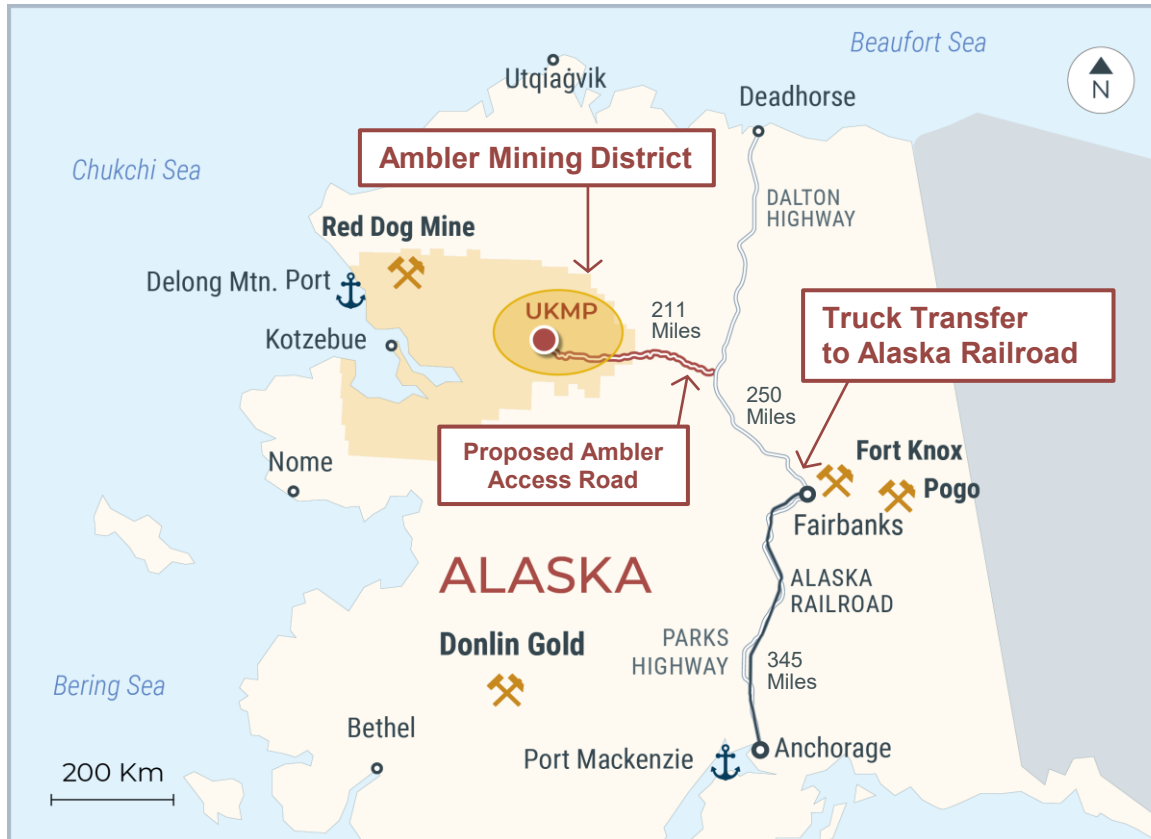 Beaufort Sea
N
Utqiaġvik
Deadhorse
Ambler Mining District
Chukchi Sea
DALTON
HIGHWAY
Red Dog Mine
Delong Mtn. Port
UKMP
211
Miles
Truck Transfer
to Alaska Railroad
Kotzebue
250
Miles
Proposed Ambler
Access Road
Fort Knox
Pogo
Nome
Fairbanks
ALASKA
ALASKA
RAILROAD
Donlin Gold
PARKS
HIGHWAY
345
Miles
Bering Sea
Bethel
Port Mackenzie
Anchorage
200 Km